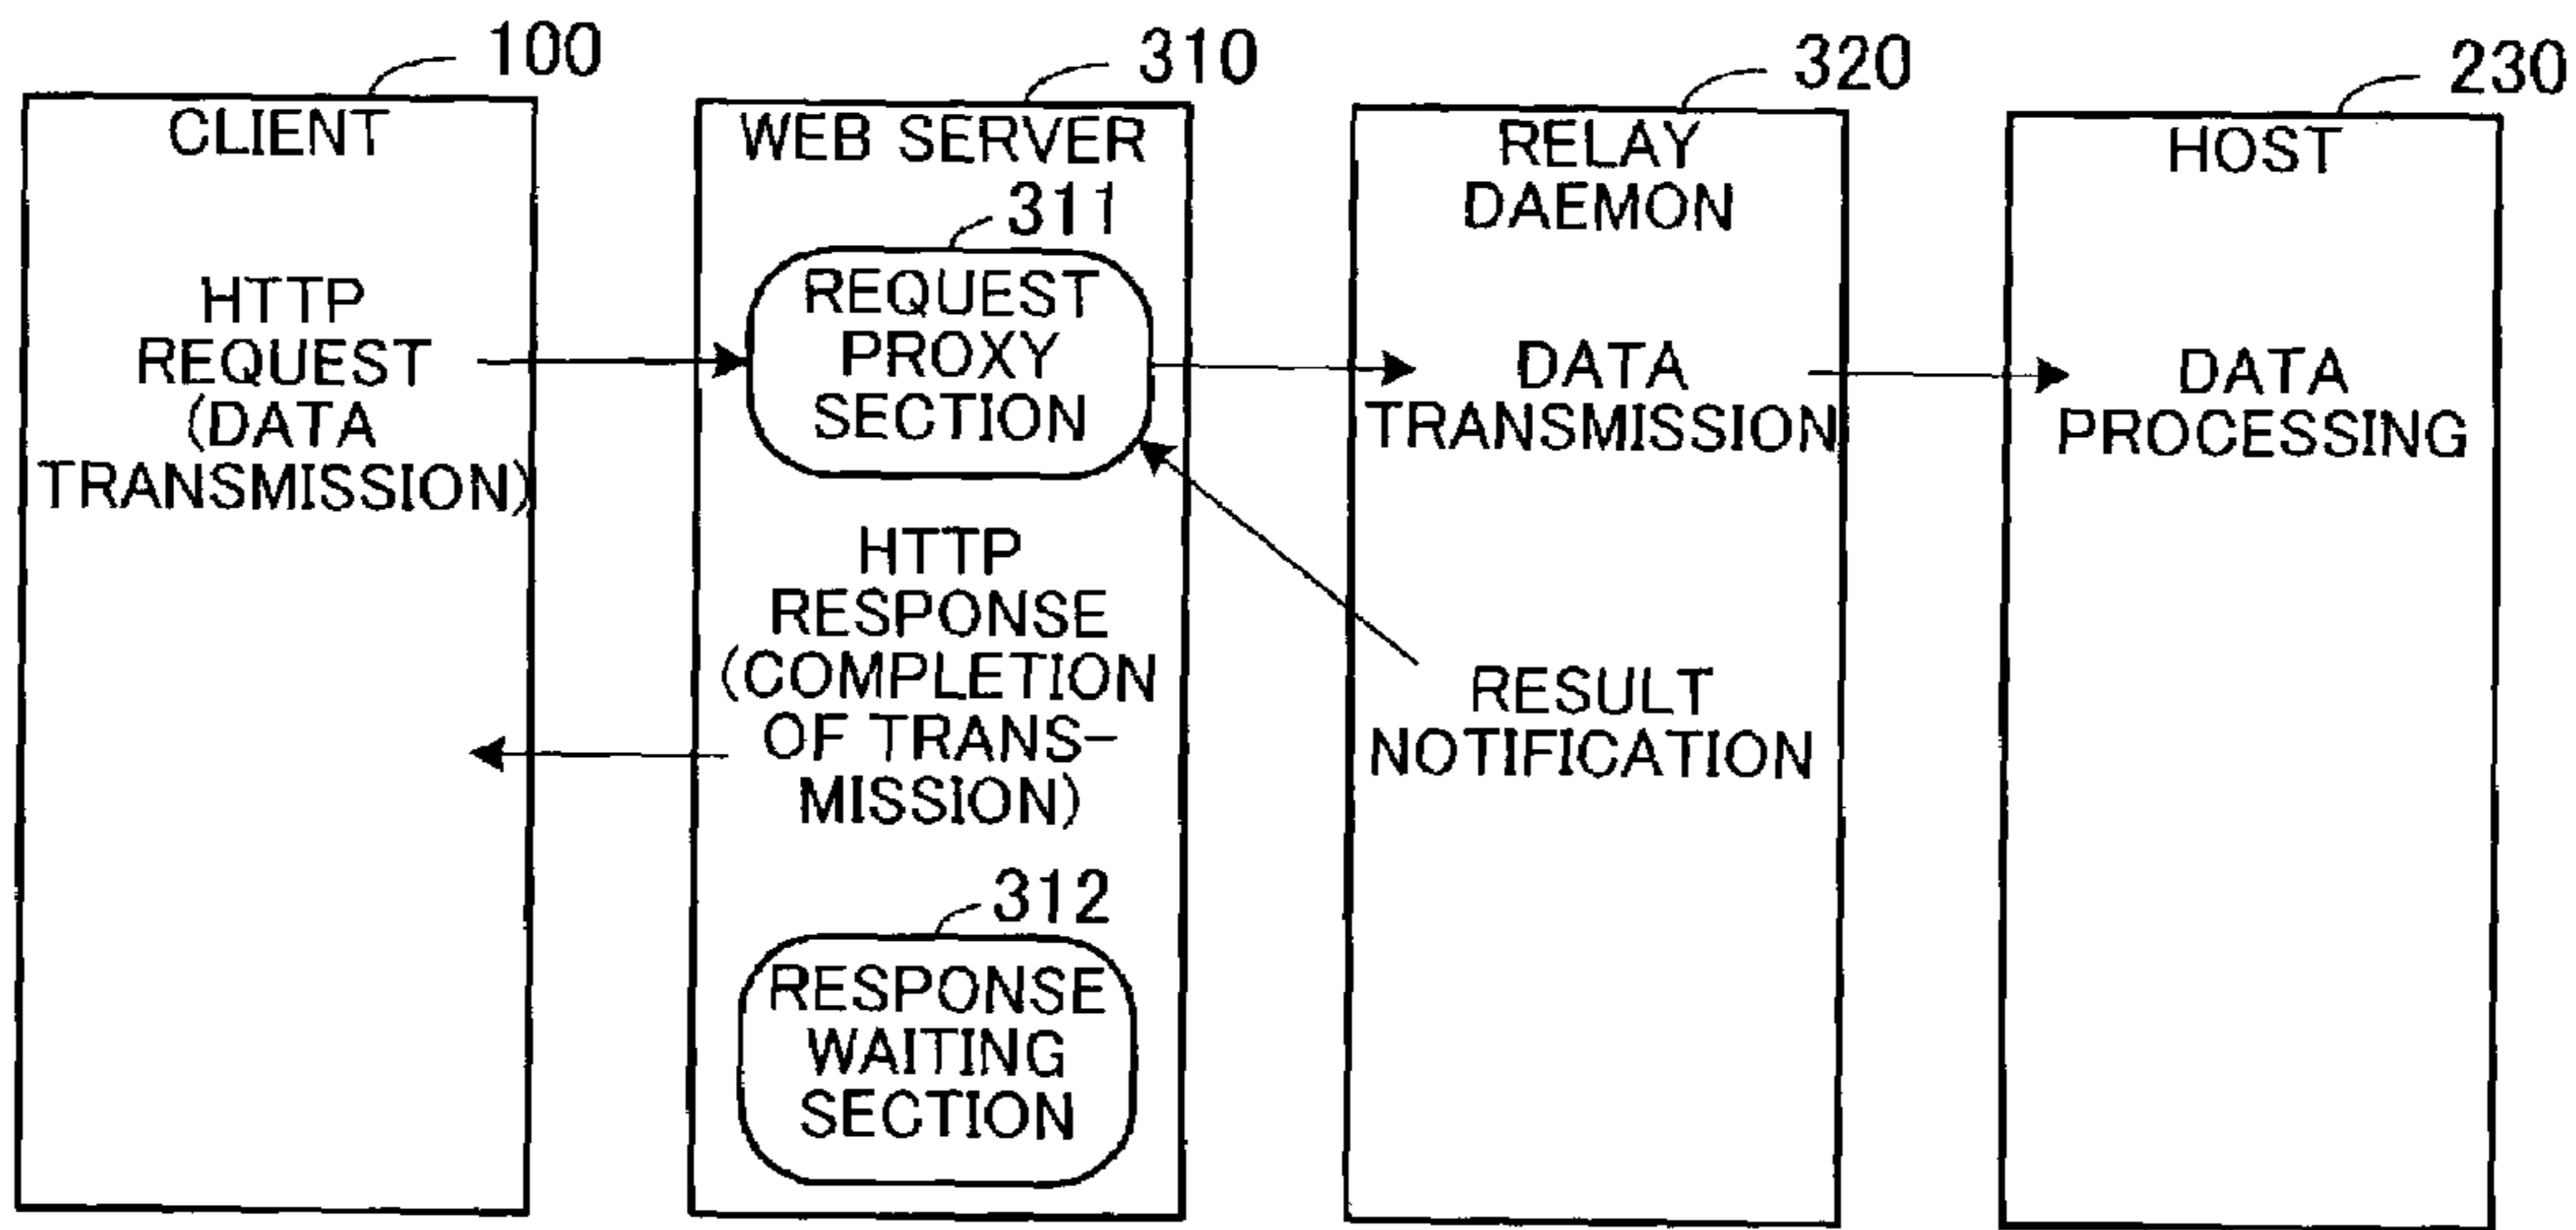 100
CLIENT
HTTP
REQUEST
(DATA
TRANSMISSION)
310
WEB SERVER
311
REQUEST
PROXY
SECTION
HTTP
RESPONSE
(COMPLETION
OF TRANS-
MISSION)
312
RESPONSE
WAITING
SECTION
320
RELAY
DAEMON
DATA
TRANSMISSION
RESULT
NOTIFICATION
230
HOST
DATA
PROCESSING